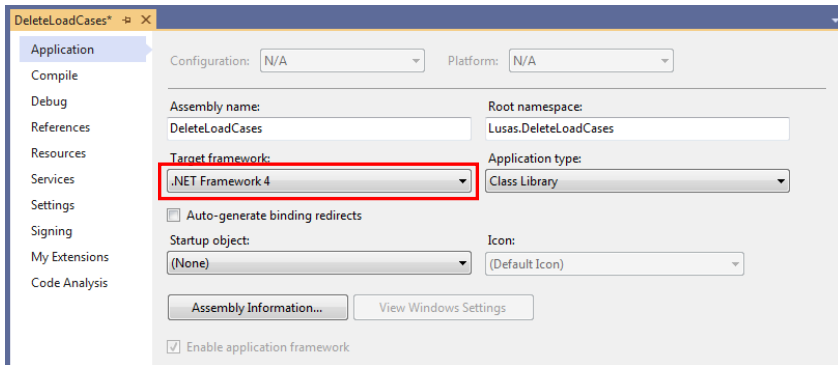 DeleteLoadCases*
Application
Compile
Debug
References
Resources
Services
Settings
Signing
My Extensions
Code Analysis
Configuration: N/A Platform: N/A
Assembly name: Root namespace:
DeleteLoadCases Lusas.DeleteLoadCases
Target framework: Application type:
.NET Framework 4 Class Library
Auto-generate binding redirects
Startup object: Icon:
(None) (Default Icon)
Assembly Information... View Windows Settings
Enable application framework